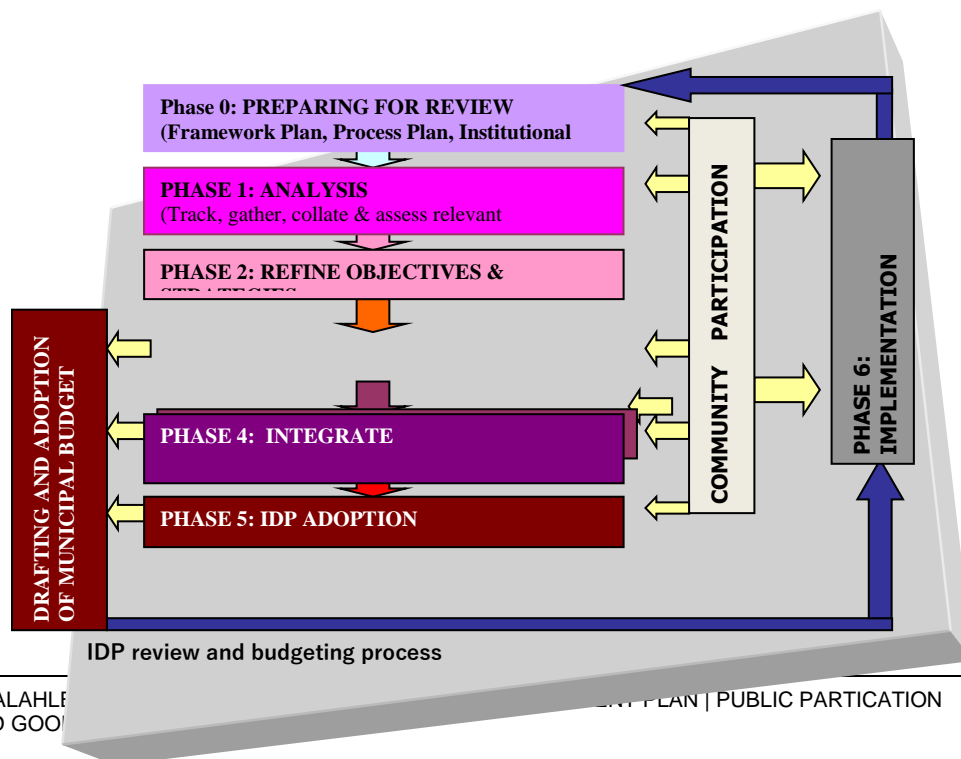 Phase 0: PREPARING FOR REVIEW
(Framework Plan, Process Plan, Institutional
PHASE 1: ANALYSIS
(Track, gather, collate & assess relevant
PHASE 2: REFINE OBJECTIVES &
PHASE 4: INTEGRATE
PHASE 5: IDP ADOPTION
DRAFTING AND ADOPTION
OF MUNICIPAL BUDGET
COMMUNITY PARTICIPATION
PHASE 6:
IMPLEMENTATION
IDP review and budgeting process
PLAN | PUBLIC PARTICATION